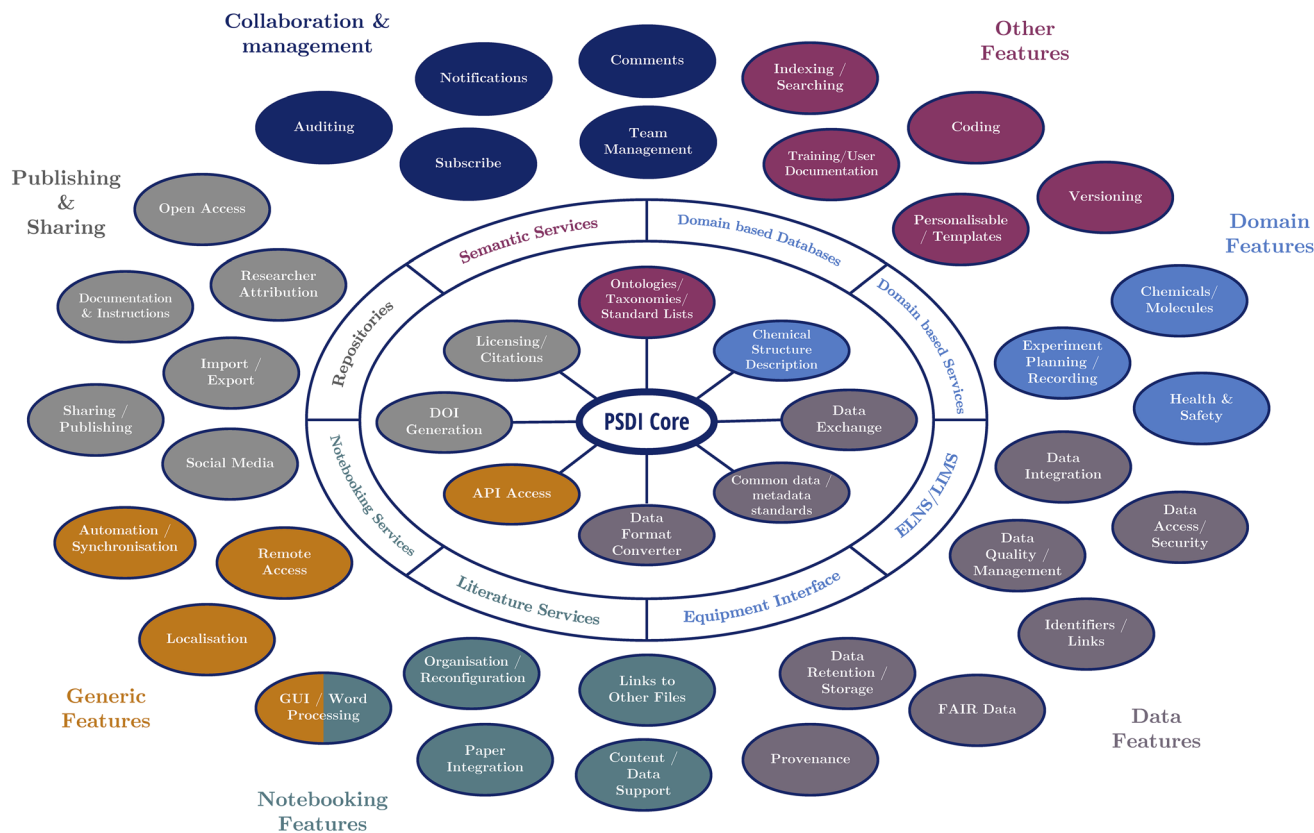 Collaboration &
management
Notifications
Comments
Auditing
Subscribe
Team
Management
Other
Features
Indexing /
Searching
Coding
Training/User
Documentation
Versioning
Personalisable
/ Templates
Publishing
&
Sharing
Open Access
Researcher
Attribution
Documentation
& Instructions
Import /
Export
Sharing /
Publishing
Social Media
Domain
Features
Chemicals/
Molecules
Experiment
Planning /
Recording
Health &
Safety
Semantic Services
Domain based Databases
Repositories
Domain based Services
Notebooking Services
ELNS/LIMS
Literature Services
Equipment Interface
Ontologies/
Taxonomies/
Standard Lists
Licensing/
Citations
Chemical
Structure
Description
DOI
Generation
PSDI Core
Data
Exchange
API Access
Common data /
metadata
standards
Data
Format
Converter
Automation /
Synchronisation
Remote
Access
Localisation
GUI / Word
Processing
Generic
Features
Organisation /
Reconfiguration
Links to
Other Files
Paper
Integration
Content /
Data
Support
Notebooking
Features
Data
Integration
Data
Access/
Security
Data
Quality /
Management
Identifiers /
Links
Data
Retention /
Storage
FAIR Data
Provenance
Data
Features